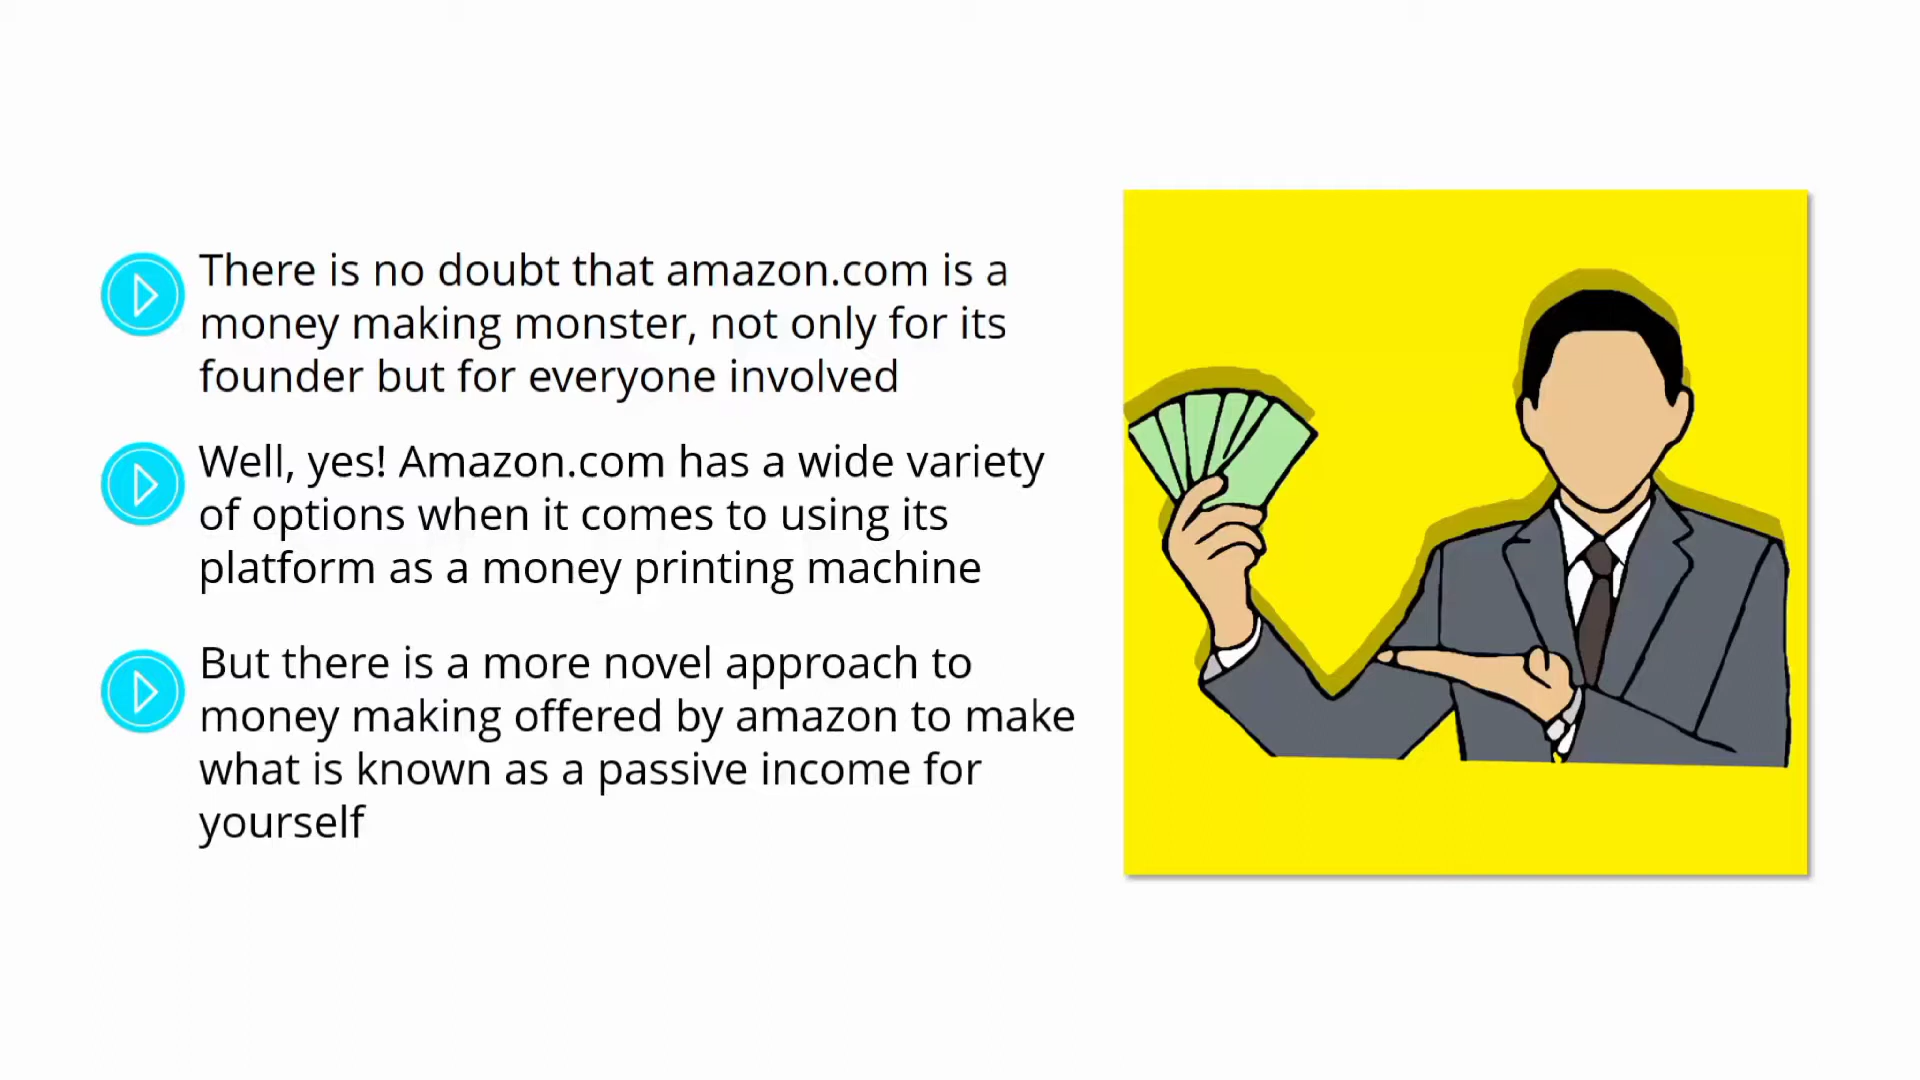 There is no doubt that amazon.com is a
money making monster, not only for its
founder but for everyone involved
Well, yes! Amazon.com has a wide variety
of options when it comes to using its
platform as a money printing machine
But there is a more novel approach to
money making offered by amazon to make
what is known as a passive income for
yourself